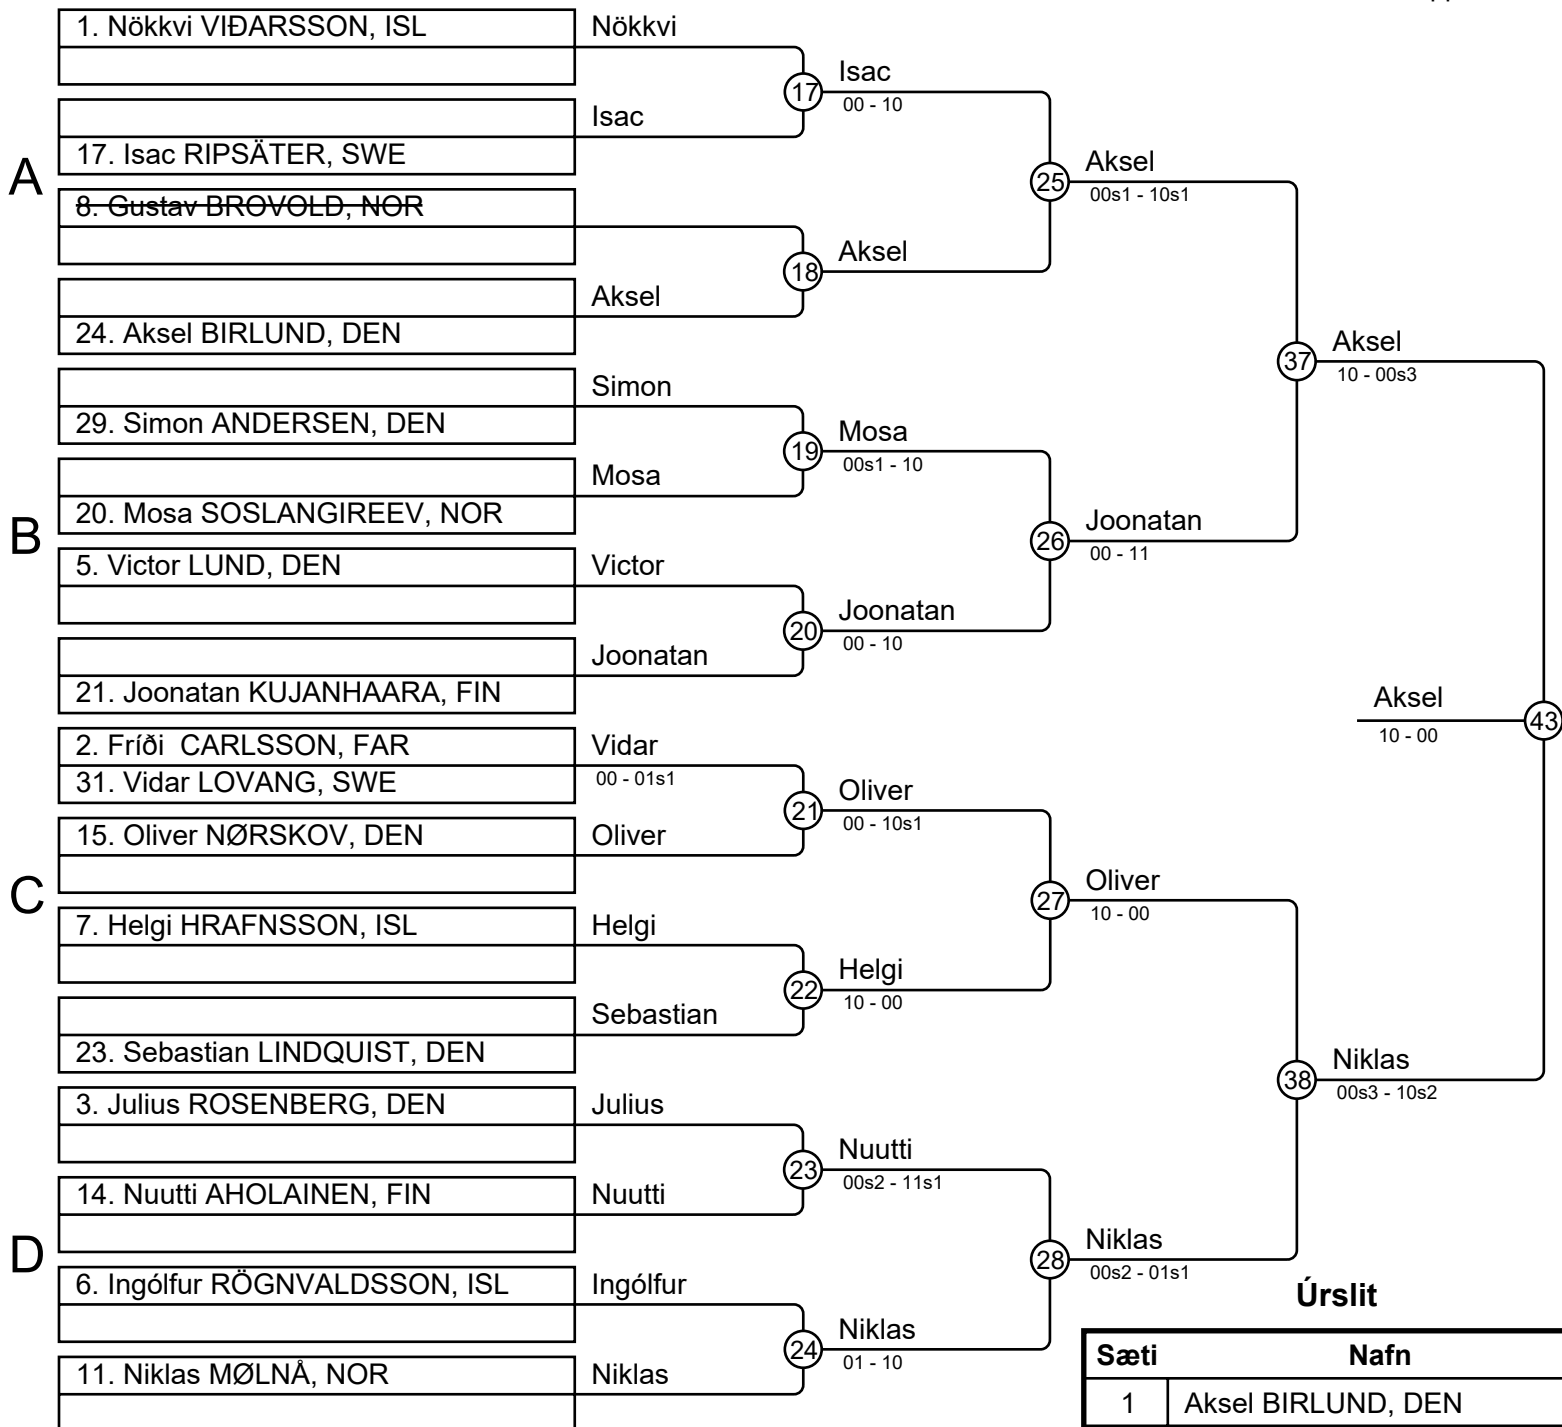 1. Nökkvi VIÐARSSON, ISL
Nökkvi
17
Isac
00 - 10
Isac
17. Isac RIPSÄTER, SWE
A
25
Aksel
00s1 - 10s1
8. Gustav BROVOLD, NOR
18
Aksel
Aksel
24. Aksel BIRLUND, DEN
37
Aksel
10 - 00s3
Simon
29. Simon ANDERSEN, DEN
19
Mosa
00s1 - 10
Mosa
20. Mosa SOSLANGIREEV, NOR
B
26
Joonatan
00 - 11
5. Victor LUND, DEN
Victor
20
Joonatan
00 - 10
Joonatan
21. Joonatan KUJANHAARA, FIN
Aksel
10 - 00
43
2. Fríði CARLSSON, FAR
Vidar
31. Vidar LOVANG, SWE
00 - 01s1
21
Oliver
00 - 10s1
15. Oliver NØRSKOV, DEN
Oliver
C
27
Oliver
10 - 00
7. Helgi HRAFNSSON, ISL
Helgi
22
Helgi
10 - 00
Sebastian
23. Sebastian LINDQUIST, DEN
38
Niklas
00s3 - 10s2
3. Julius ROSENBERG, DEN
Julius
23
Nuutti
00s2 - 11s1
14. Nuutti AHOLAINEN, FIN
Nuutti
D
28
Niklas
00s2 - 01s1
6. Ingólfur RÖGNVALDSSON, ISL
Ingólfur
24
Niklas
01 - 10
11. Niklas MØLNÅ, NOR
Niklas
Úrslit
Sæti Nafn
1 Aksel BIRLUND, DEN